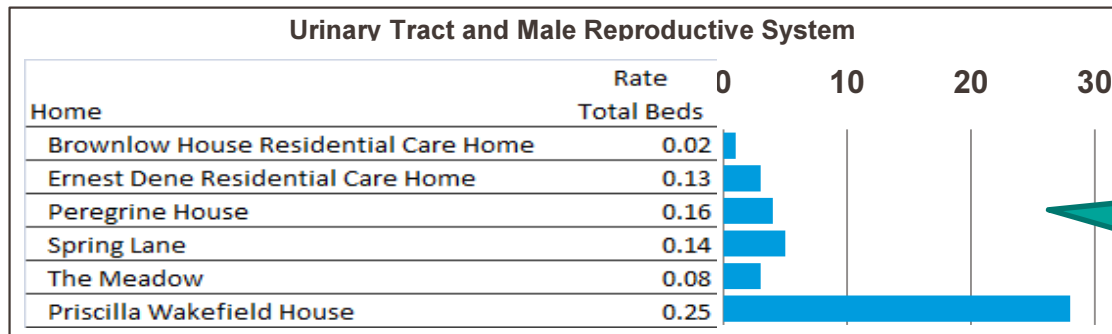 Urinary Tract and Male Reproductive System
Rate 0 10 20 30
Home Total Beds
Brownlow House Residential Care Home 0.02
Ernest Dene Residential Care Home 0.13
Peregrine House 0.16
Spring Lane 0.14
The Meadow 0.08
Priscilla Wakefield House 0.25